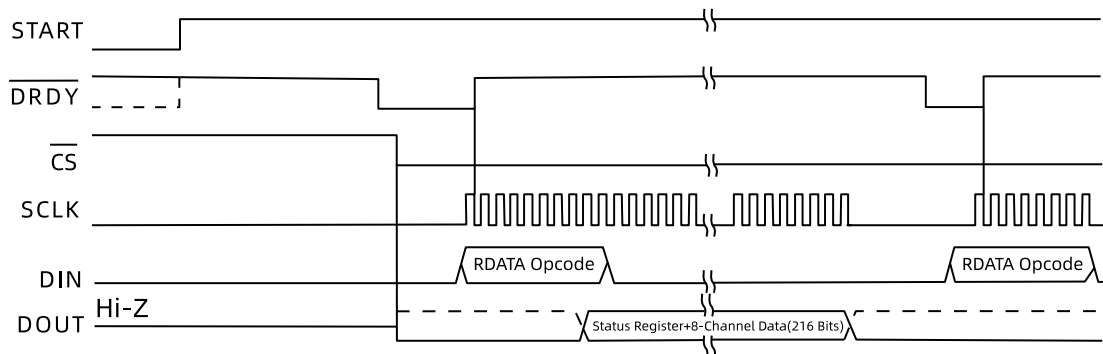 START
DRDY
CS
SCLK
DIN RDATA Opcode RDATA Opcode
Hi-Z
DOUT Status Register+8-Channel Data(216 Bits)